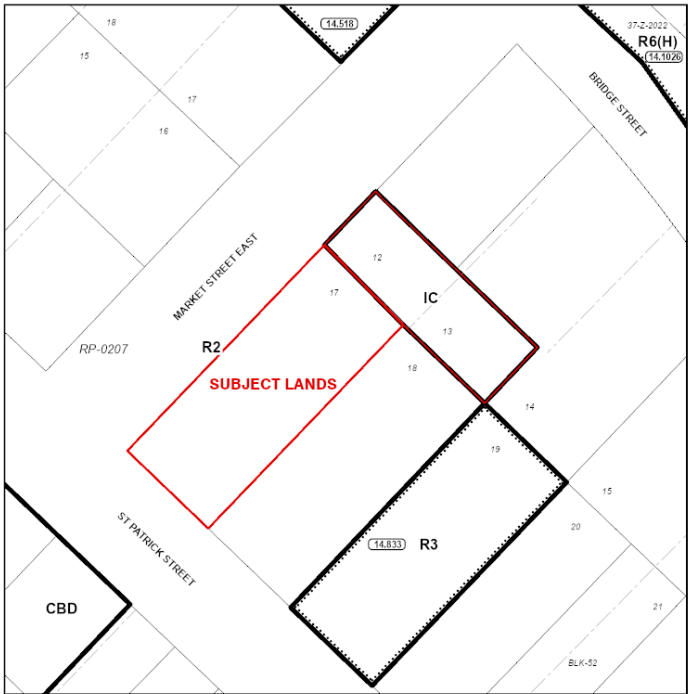 18
14.518
37-Z-2022
R6(H)
14.1026
15
17
16
BRIDGE STREET
MARKET STREET EAST
12
17
IC
13
RP-0207
R2
18
SUBJECT LANDS
14
19
15
20
ST PATRICK STREET
14.833
R3
CBD
21
BLK-52